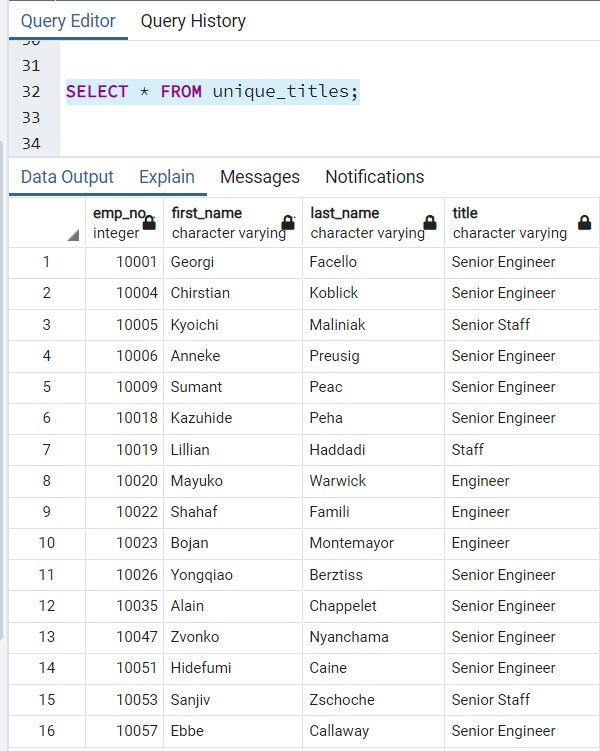 Query Editor Query History
31
32 SELECT * FROM unique_titles;
33
34
Data Output Explain Messages Notifications
emp_no first_name last_name title
integer character varying character varying character varying
1 10001 Georgi Facello Senior Engineer
2 10004 Chirstian Koblick Senior Engineer
3 10005 Kyoichi Maliniak Senior Staff
4 10006 Anneke Preusig Senior Engineer
5 10009 Sumant Peac Senior Engineer
6 10018 Kazuhide Peha Senior Engineer
7 10019 Lillian Haddadi Staff
8 10020 Mayuko Warwick Engineer
9 10022 Shahaf Famili Engineer
10 10023 Bojan Montemayor Engineer
11 10026 Yongqiao Berztiss Senior Engineer
12 10035 Alain Chappelet Senior Engineer
13 10047 Zvonko Nyanchama Senior Engineer
14 10051 Hidefumi Caine Senior Engineer
15 10053 Sanjiv Zschoche Senior Staff
16 10057 Ebbe Callaway Senior Engineer